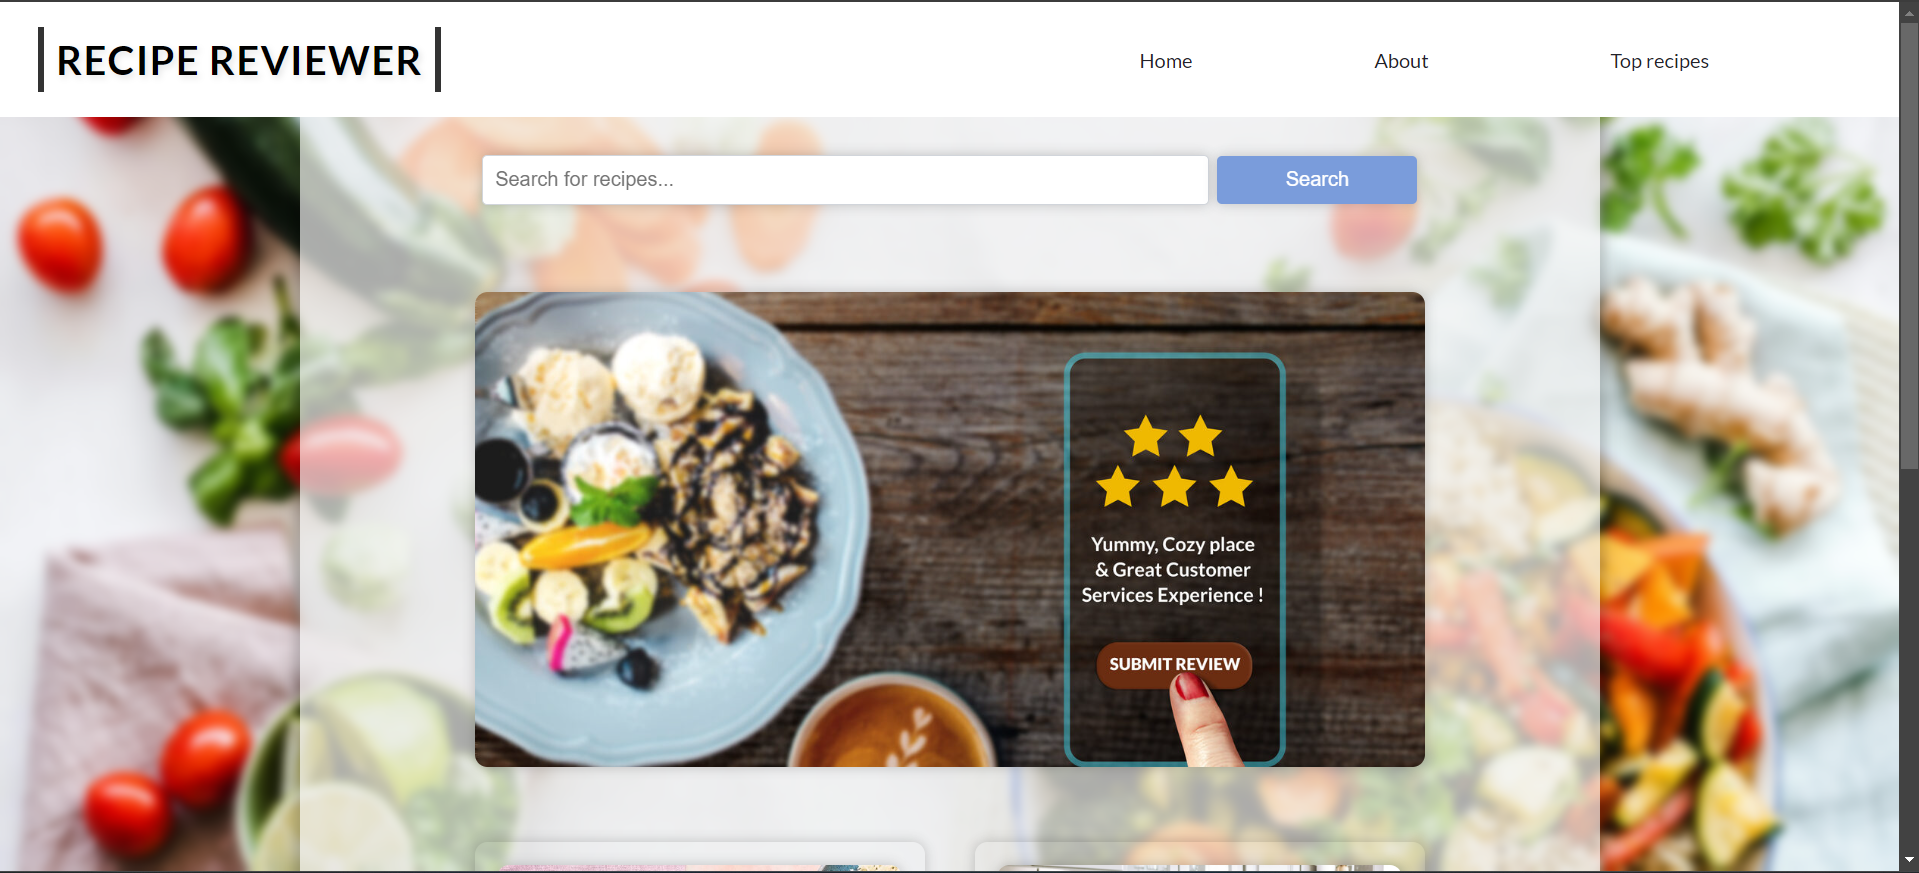 RECIPE REVIEWER
Home
About
Top recipes
Search for recipes...
Search
Yummy, Cozy place
& Great Customer
Services Experience !
SUBMIT REVIEW